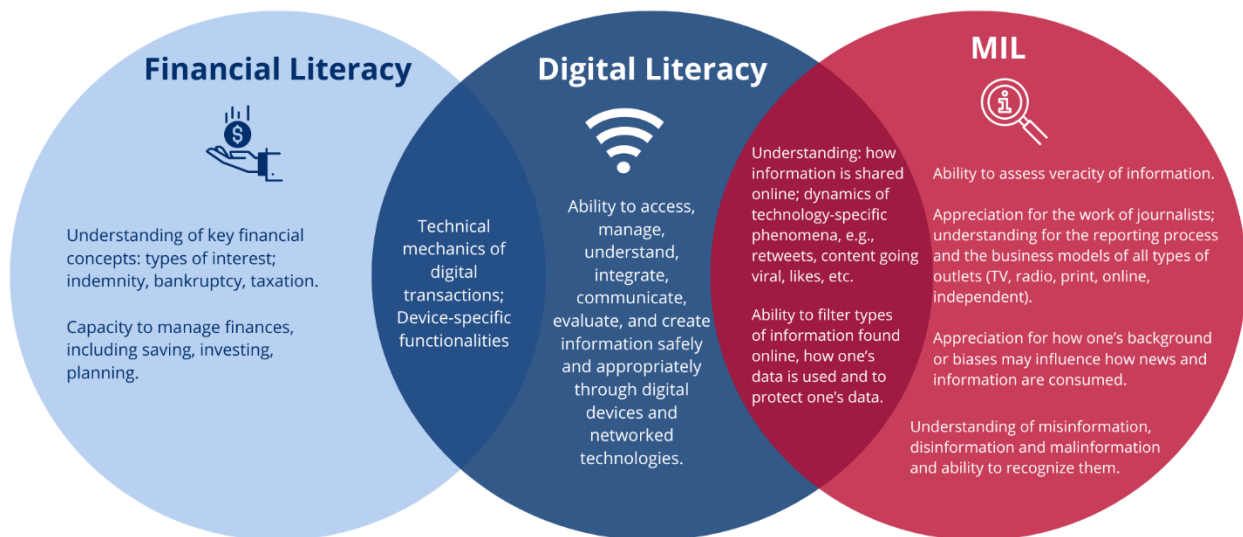 Financial Literacy
$
Understanding of key financial
concepts: types of interest;
indemnity, bankruptcy, taxation.
Capacity to manage finances,
including saving, investing,
planning.
Technical
mechanics of
digital
transactions;
Device-specific
functionalities
Digital Literacy
Ability to access,
manage,
understand,
integrate,
communicate,
evaluate, and create
information safely
and appropriately
through digital
devices and
networked
technologies.
Understanding: how
information is shared
online; dynamics of
technology-specific
phenomena, e.g.,
retweets, content going
viral, likes, etc.
Ability to filter types
of information found
online, how one's
data is used and to
protect one's data.
MIL
i
Ability to assess veracity of information.
Appreciation for the work of journalists;
understanding for the reporting process
and the business models of all types of
outlets (TV, radio, print, online,
independent).
Appreciation for how one's background
or biases may influence how news and
information are consumed.
Understanding of misinformation,
disinformation and malinformation
and ability to recognize them.